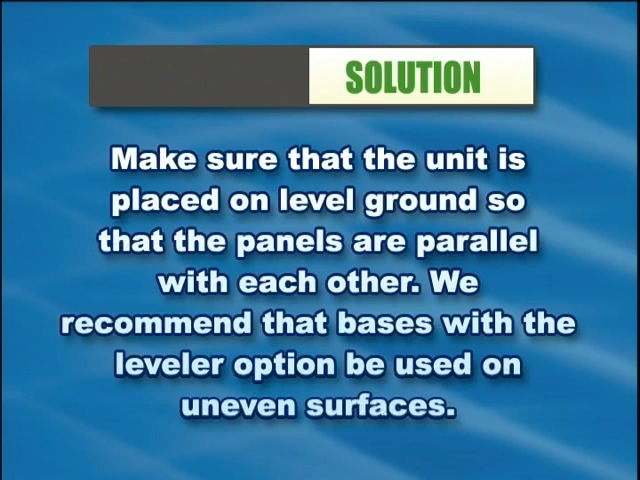 SOLUTION
Make sure that the unit is
placed on level ground so
that the panels are parallel
with each other. We
recommend that bases with the
leveler option be used on
uneven surfaces.